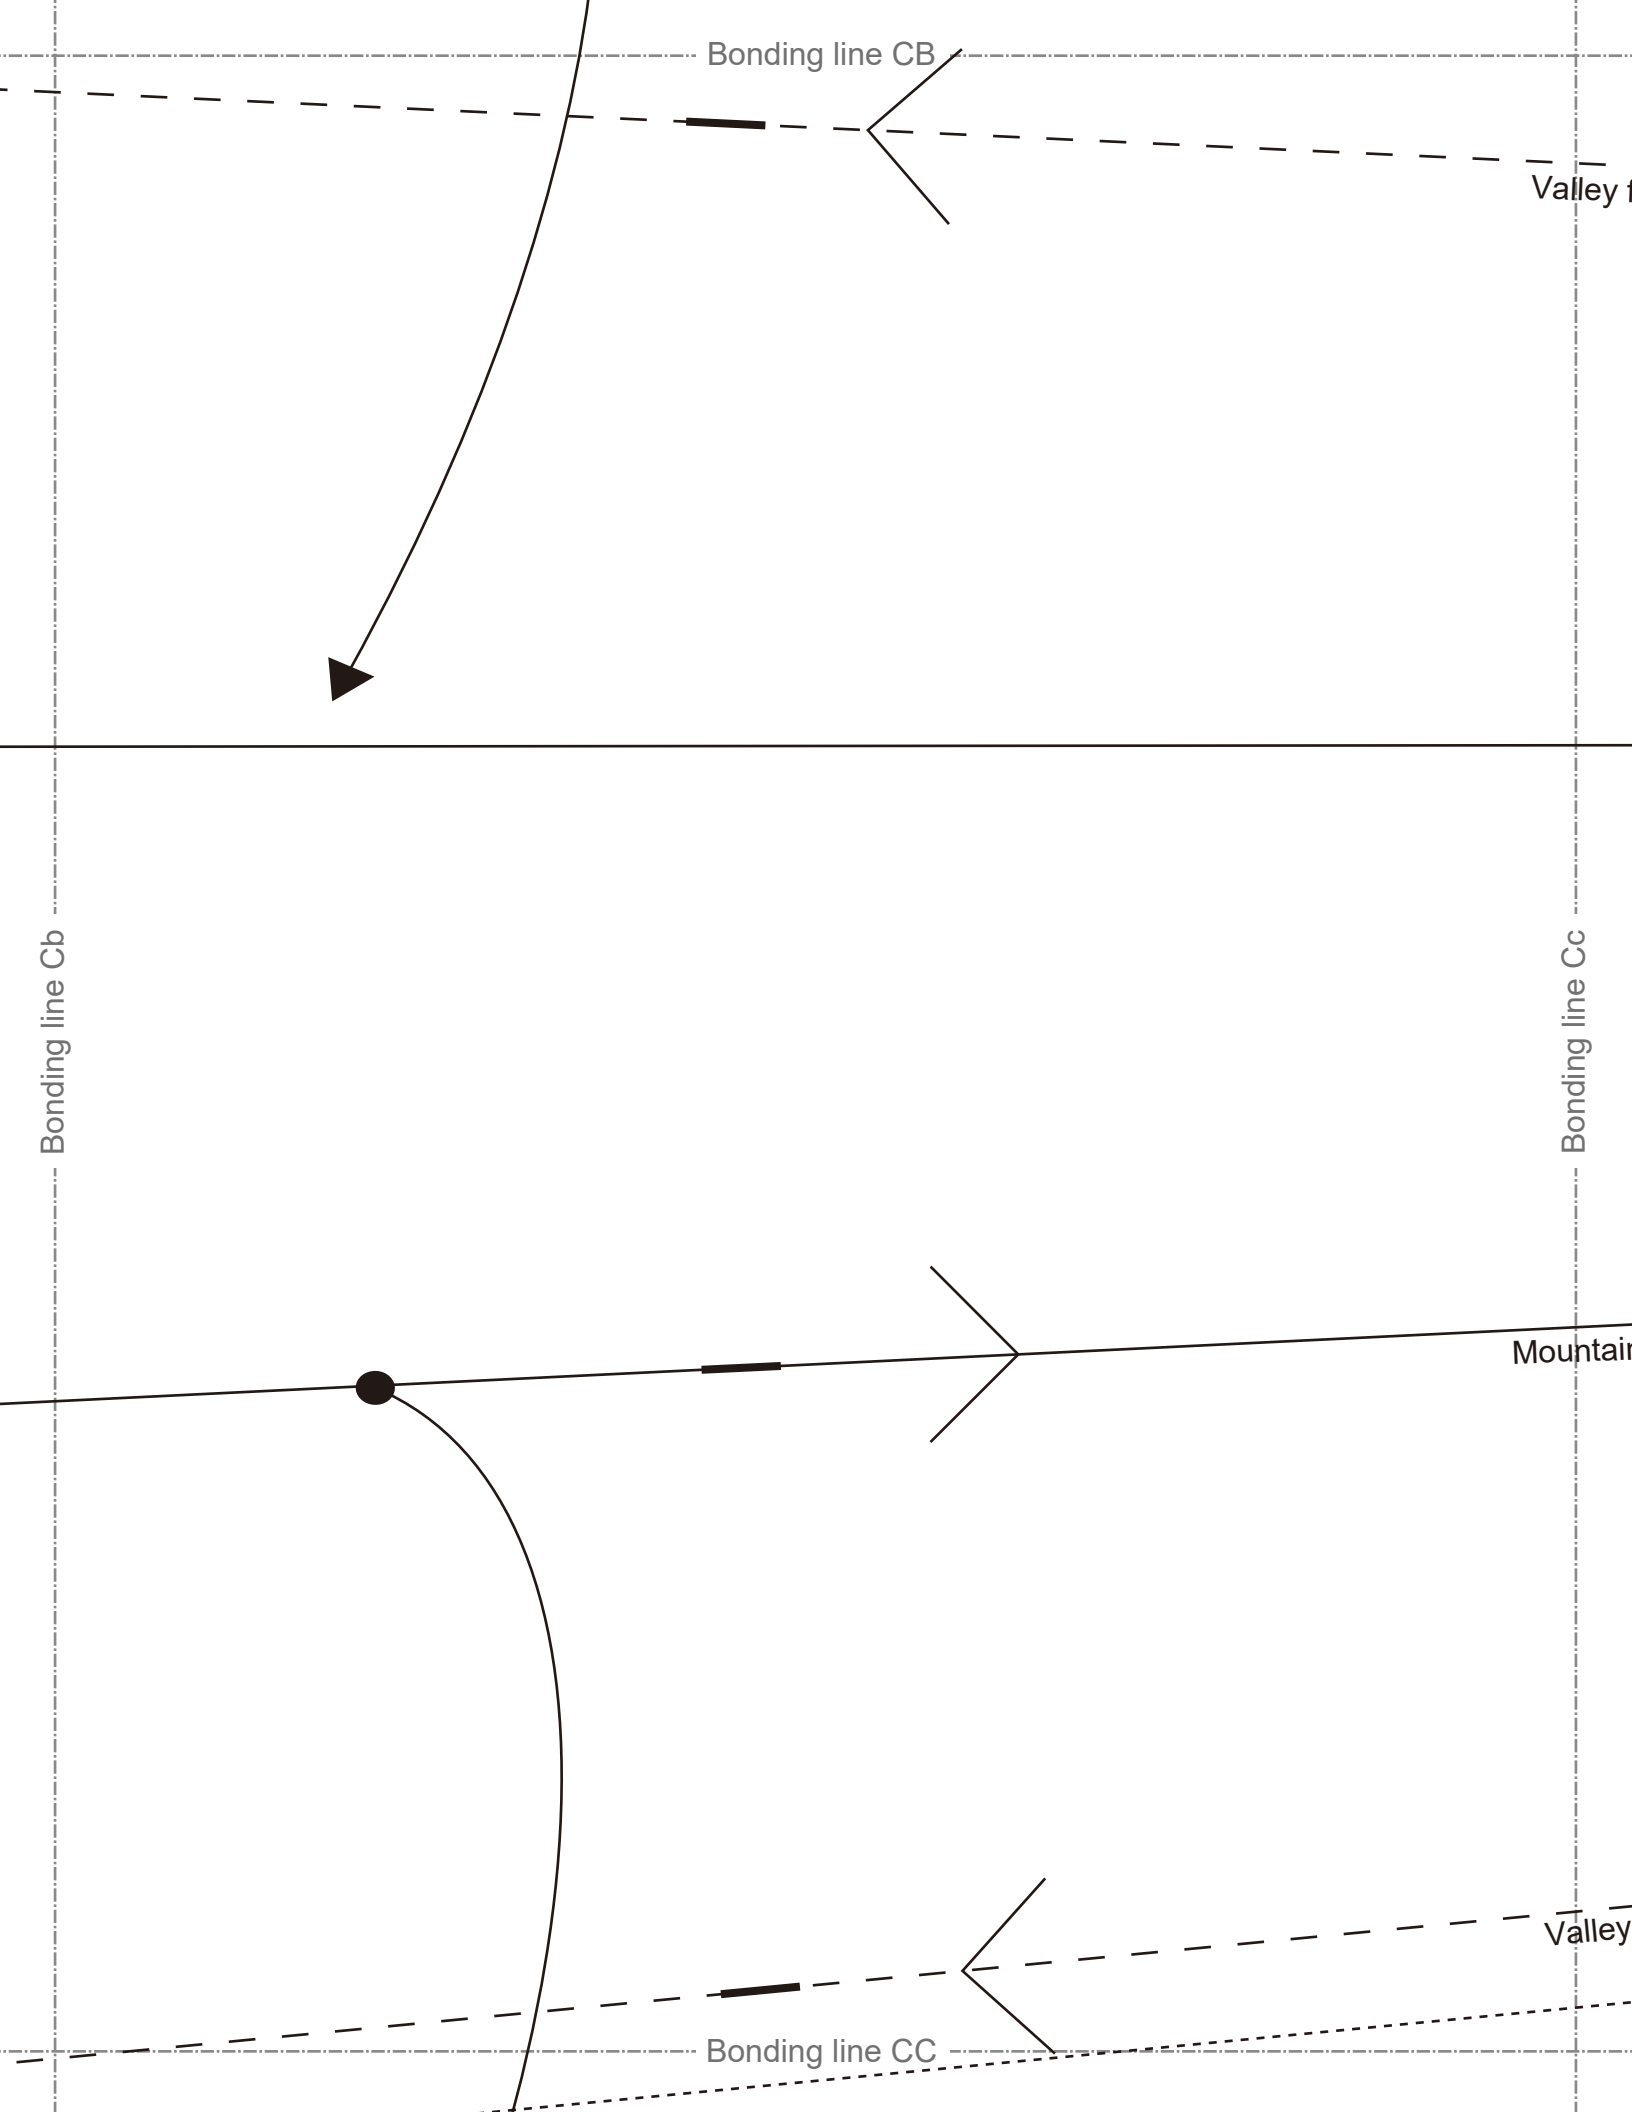 Bonding line CB
Valley f
Bonding line Cb
Bonding line Cc
Mountain
Valley
Bonding line CC